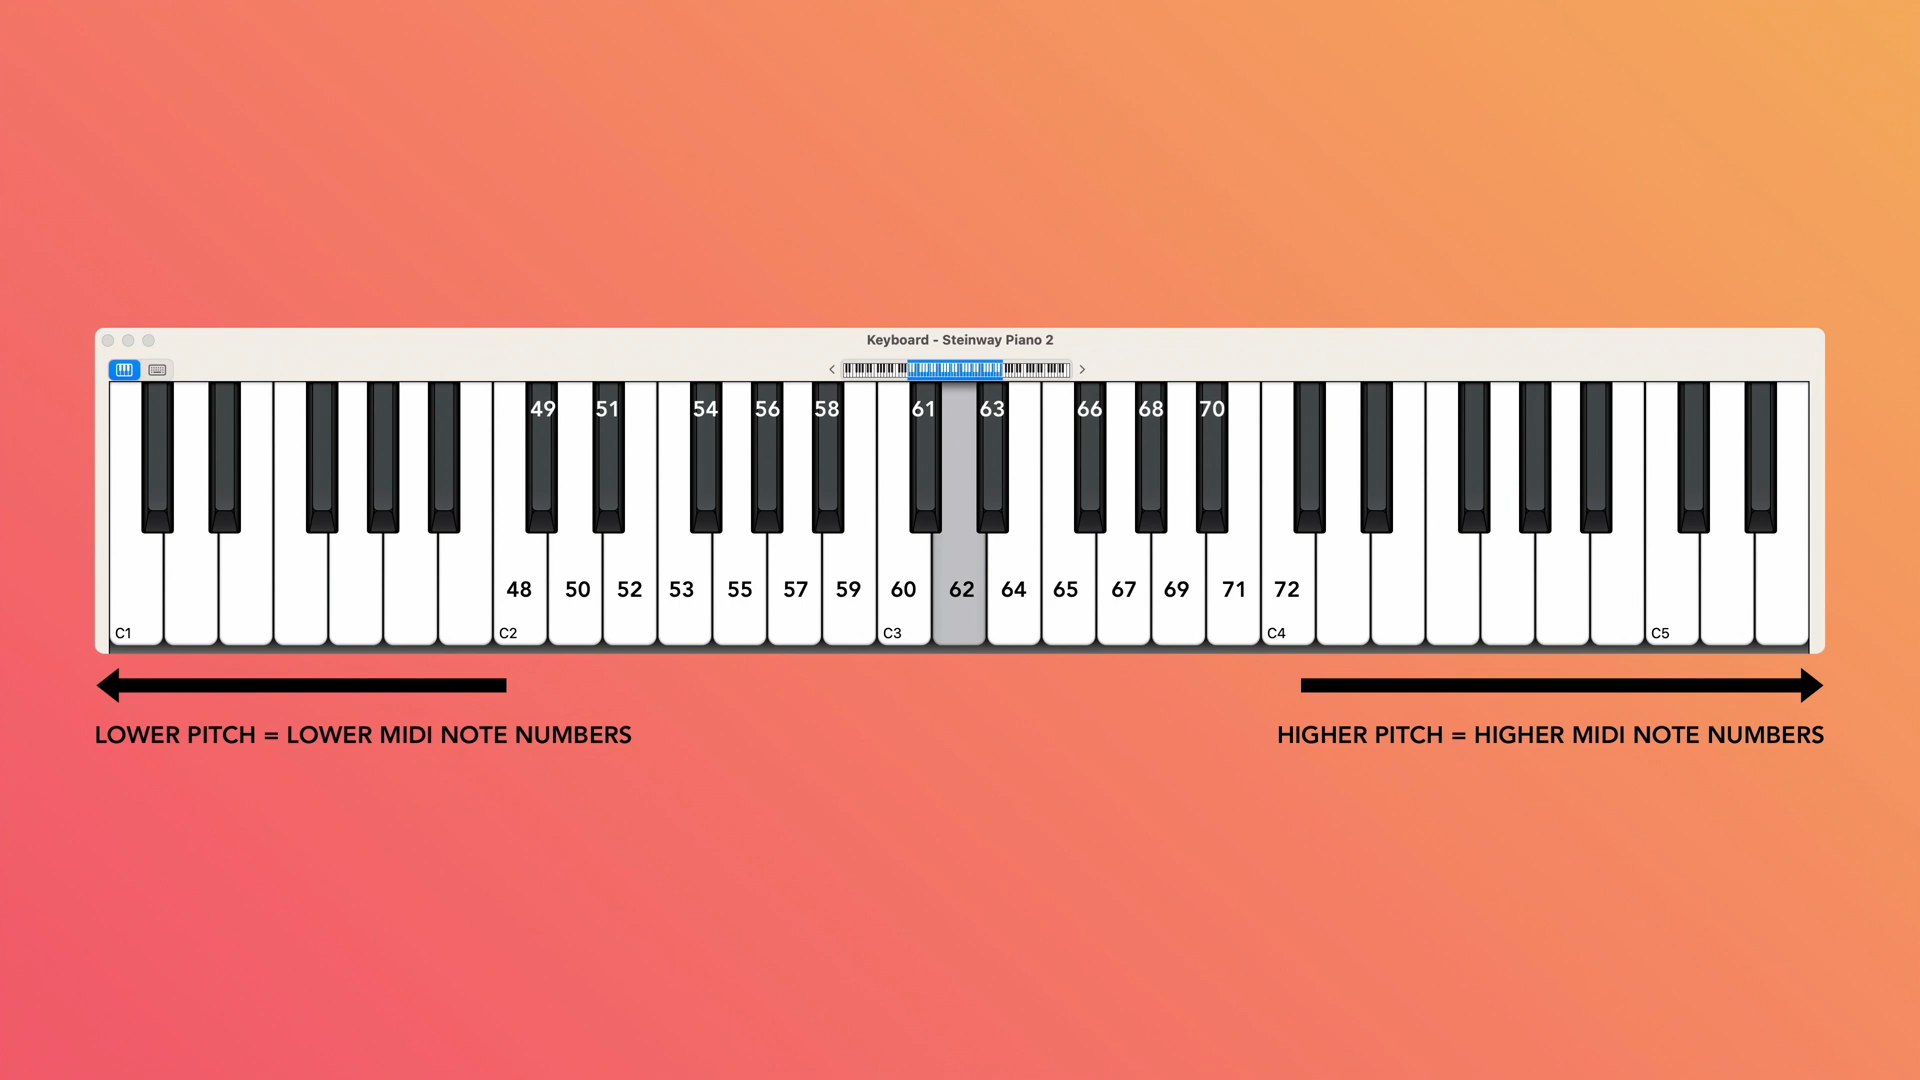 Keyboard - Steinway Piano 2
49 51 54 56 58 61 63 66 68 70
48 50 52 53 55 57 59 60 62 64 65 67 69 71 72
C1 C2 C3 C4 C5
LOWER PITCH = LOWER MIDI NOTE NUMBERS
HIGHER PITCH = HIGHER MIDI NOTE NUMBERS